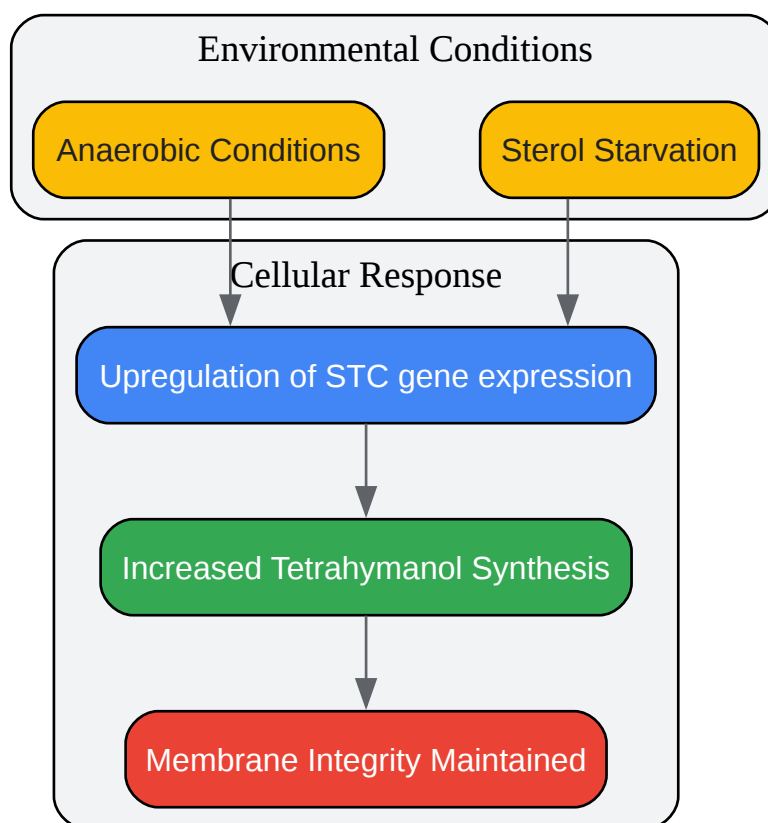 Environmental Conditions
Anaerobic Conditions
Sterol Starvation
Cellular Response
Upregulation of STC gene expression
Increased Tetrahymanol Synthesis
Membrane Integrity Maintained